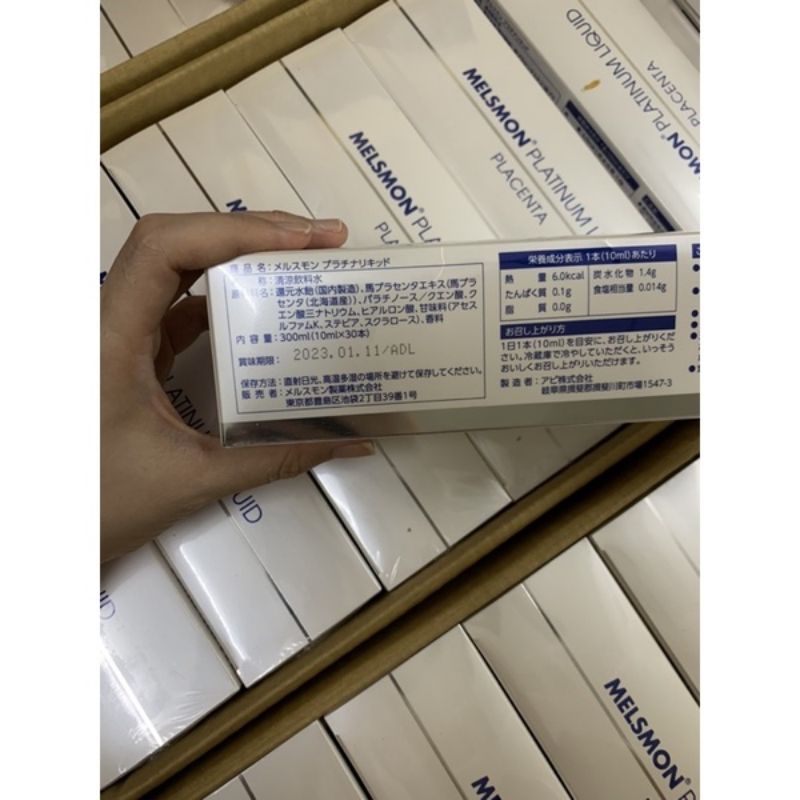 PLATINUM LIQUID
PLACENTA
MELSMON® PLATINUM L
PLACENTA
MELSMON® PL
PLACENTA
品名:メルスモン プラチナリキッド
称:清涼飲料水
原材料名:還元水飴(国内製造)、馬プラセンタエキス(馬プラ
センタ(北海道産))、パラチノース/クエン酸、ク
エン酸三ナトリウム、ヒアルロン酸、甘味料(アセス
ルファムK、ステビア、スクラロース)、香料
内容量:300ml(10ml×30本)
賞味期限: 2023.01.11/ADL
保存方法:直射日光、高温多湿の場所を避けて保存してください。
販売者:メルスモン製薬株式会社
東京都豊島区池袋2丁目39番1号
栄養成分表示 1本(10ml)あたり
熱量 6.0kcal 炭水化物 1.4g
たんぱく質 0.1g 食塩相当量 0.014g
脂質 0.0g
お召し上がり方
1日1本(10ml)を目安に、お召し上がりくだ
さい。冷蔵庫で冷やしていただくと、いっそう
おいしくお召し上がりいただけます。
製造者:アピ株式会社
岐阜県揖斐郡揖斐川町市場1547-3
MELSMON®